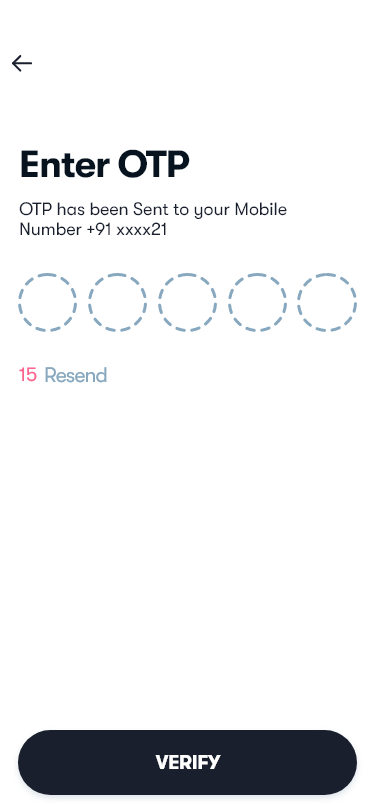 Enter OTP
OTP has been Sent to your Mobile
Number +91 xxxx21
15 Resend
VERIFY